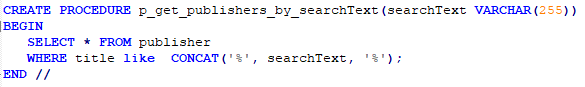 CREATE PROCEDURE p_get_publishers_by_searchText(searchText VARCHAR(255))
BEGIN
SELECT * FROM publisher
WHERE title like  CONCAT('%', searchText, '%');
END //